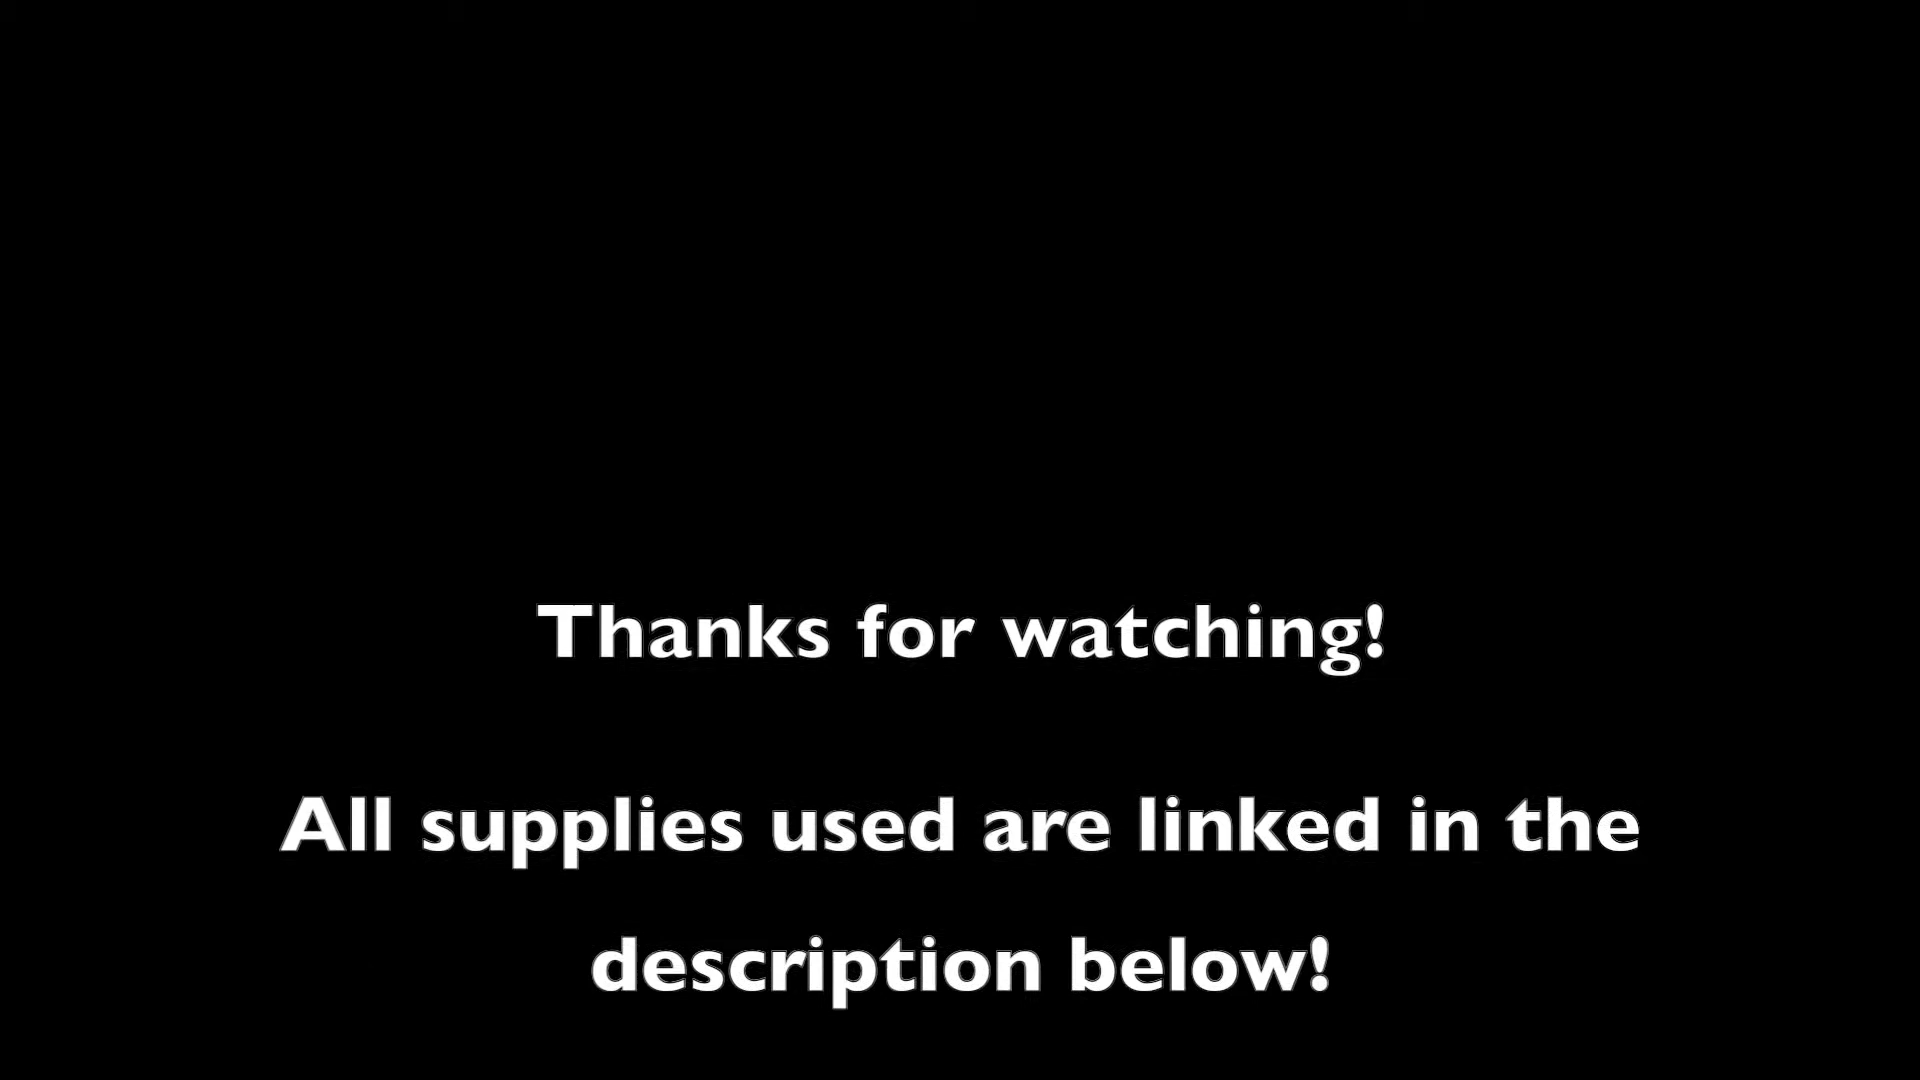 Thanks for watching!
All supplies used are linked in the
description below!